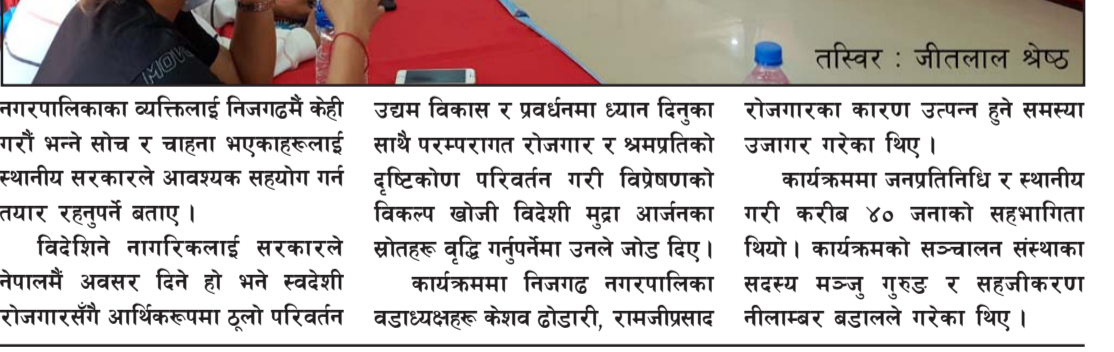 MOW
तस्विर : जीतलाल श्रेष्ठ
नगरपालिकाका व्यक्तिलाई निजगढमैं केही
गरौं भन्ने सोच र चाहना भएकाहरूलाई
स्थानीय सरकारले आवश्यक सहयोग गर्न
तयार रहनुपर्ने बताए ।
विदेशिने नागरिकलाई सरकारले
नेपालमैं अवसर दिने हो भने स्वदेशी
रोजगारसँगै आर्थिकरूपमा ठूलो परिवर्तन
उद्यम विकास र प्रवर्धनमा ध्यान दिनुका
साथै परम्परागत रोजगार र श्रमप्रतिको
दृष्टिकोण परिवर्तन गरी विप्रेषणको
विकल्प खोजी विदेशी मुद्रा आर्जनका
स्रोतहरू वृद्धि गर्नुपर्नेमा उनले जोड दिए ।
कार्यक्रममा निजगढ नगरपालिका
वडाध्यक्षहरू केशव ढोडारी, रामजीप्रसाद
रोजगारका कारण उत्पन्न हुने समस्या
उजागर गरेका थिए ।
कार्यक्रममा जनप्रतिनिधि र स्थानीय
गरी करीब ४० जनाको सहभागिता
थियो । कार्यक्रमको सञ्चालन संस्थाका
सदस्य मञ्जु गुरुङ र सहजीकरण
नीलाम्बर बडालले गरेका थिए ।